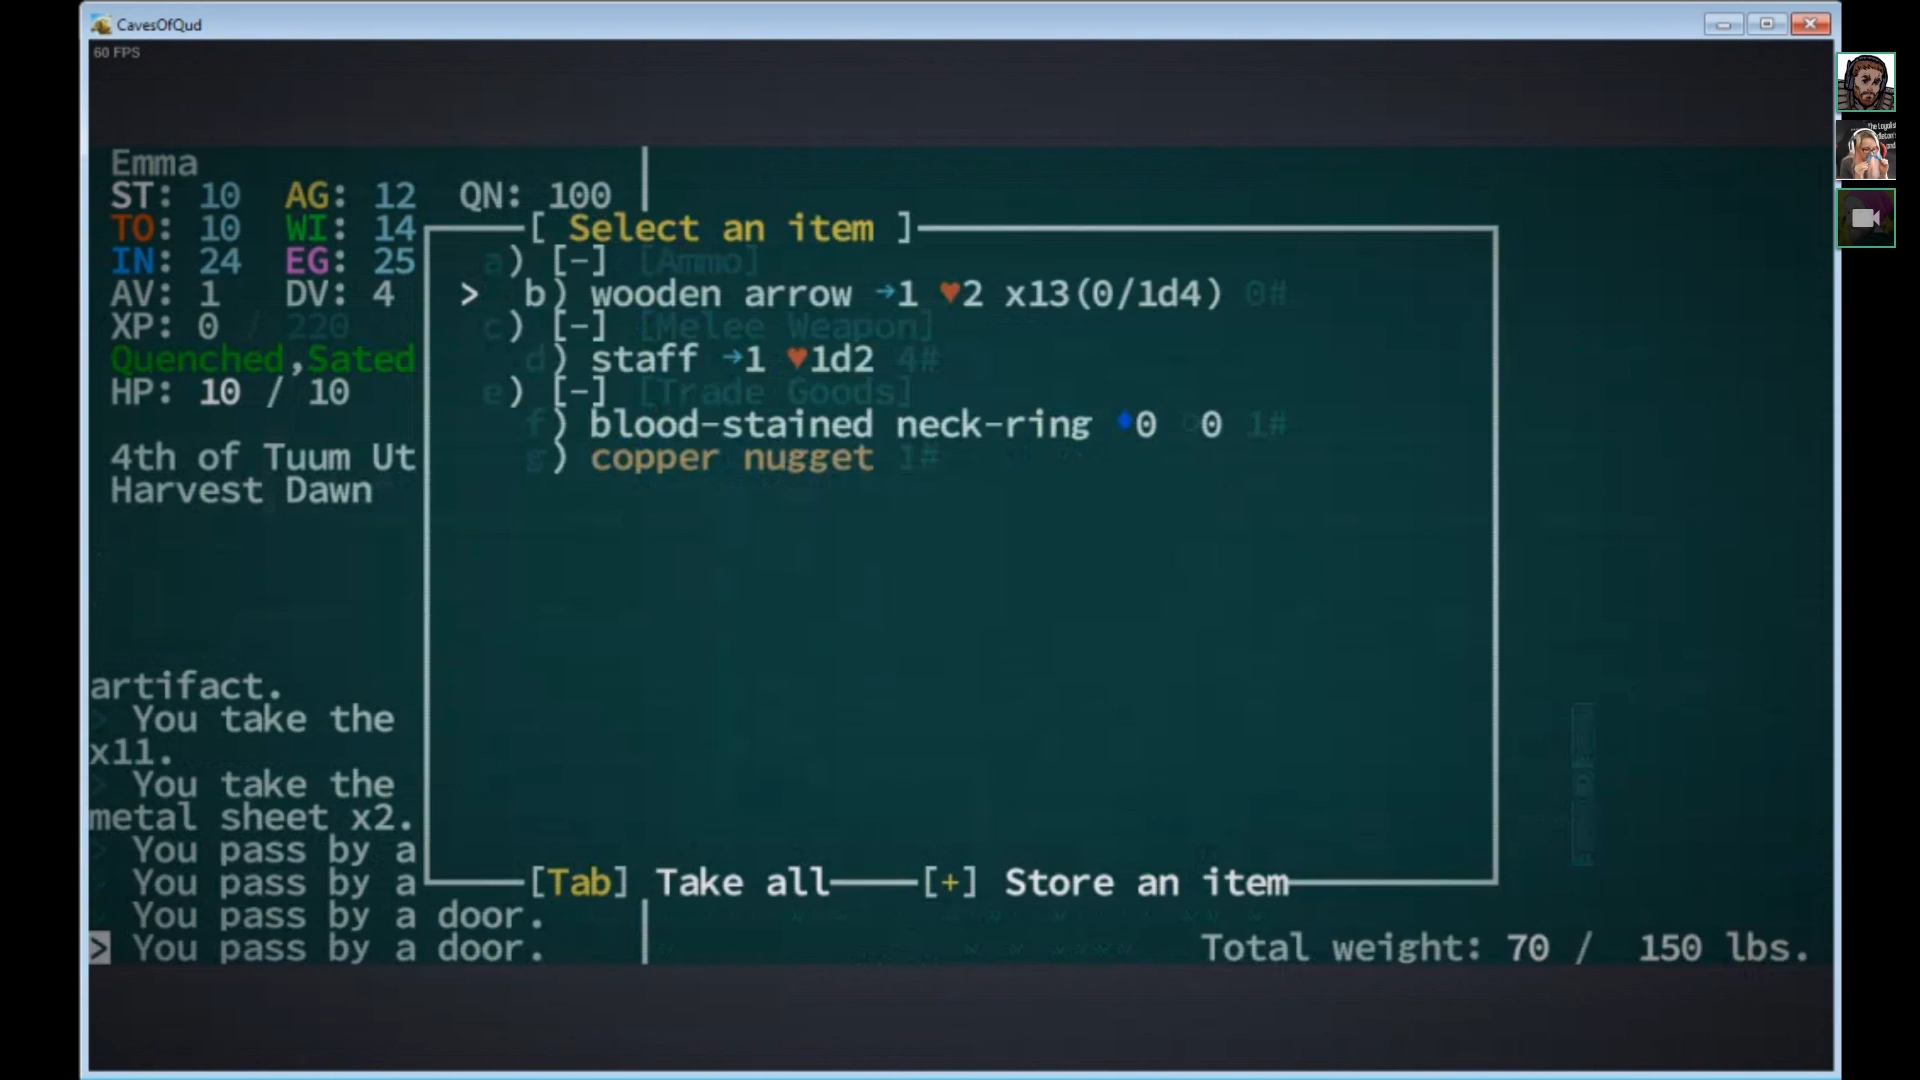 CavesOfQud
60 FPS
Emma
ST: 10 AG: 12 QN: 100
TO: 10 WI: 14
IN: 24 EG: 25
AV: 1 DV: 4
XP: 0 / 220
Quenched,Sated
HP: 10 / 10
4th of Tuum Ut
Harvest Dawn
artifact.
You take the
x11.
You take the
metal sheet x2.
You pass by a
You pass by a
You pass by a door.
> You pass by a door.
[ Select an item ]
a) [-] [Ammo]
> b) wooden arrow →1 ♥2 x13(0/1d4) 0#
c) [-] [Melee Weapon]
d) staff →1 ♥1d2 4#
e) [-] [Trade Goods]
f) blood-stained neck-ring ♦0 ○0 1#
g) copper nugget 1#
[Tab] Take all [+] Store an item
Total weight: 70 / 150 lbs.